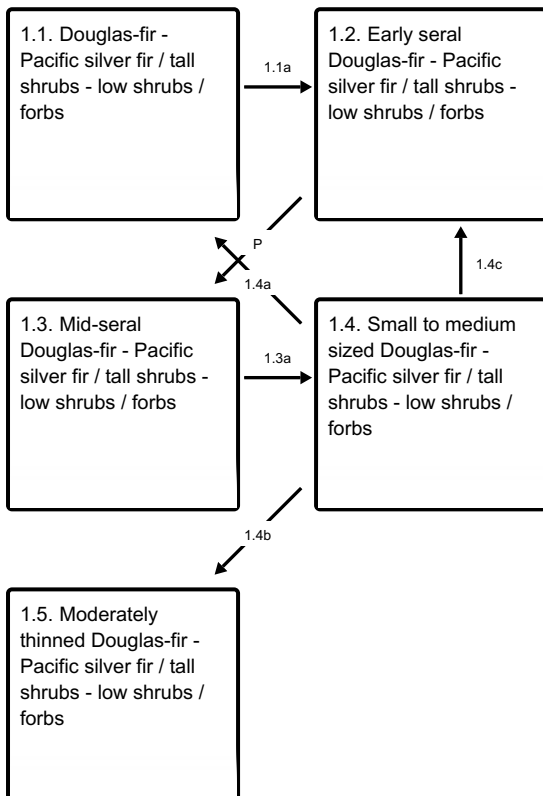 1.1. Douglas-fir -
Pacific silver fir / tall
shrubs - low shrubs /
forbs
1.1a
1.2. Early seral
Douglas-fir - Pacific
silver fir / tall shrubs -
low shrubs / forbs
P
1.4a
1.4c
1.3. Mid-seral
Douglas-fir - Pacific
silver fir / tall shrubs -
low shrubs / forbs
1.3a
1.4. Small to medium
sized Douglas-fir -
Pacific silver fir / tall
shrubs - low shrubs /
forbs
1.4b
1.5. Moderately
thinned Douglas-fir -
Pacific silver fir / tall
shrubs - low shrubs /
forbs